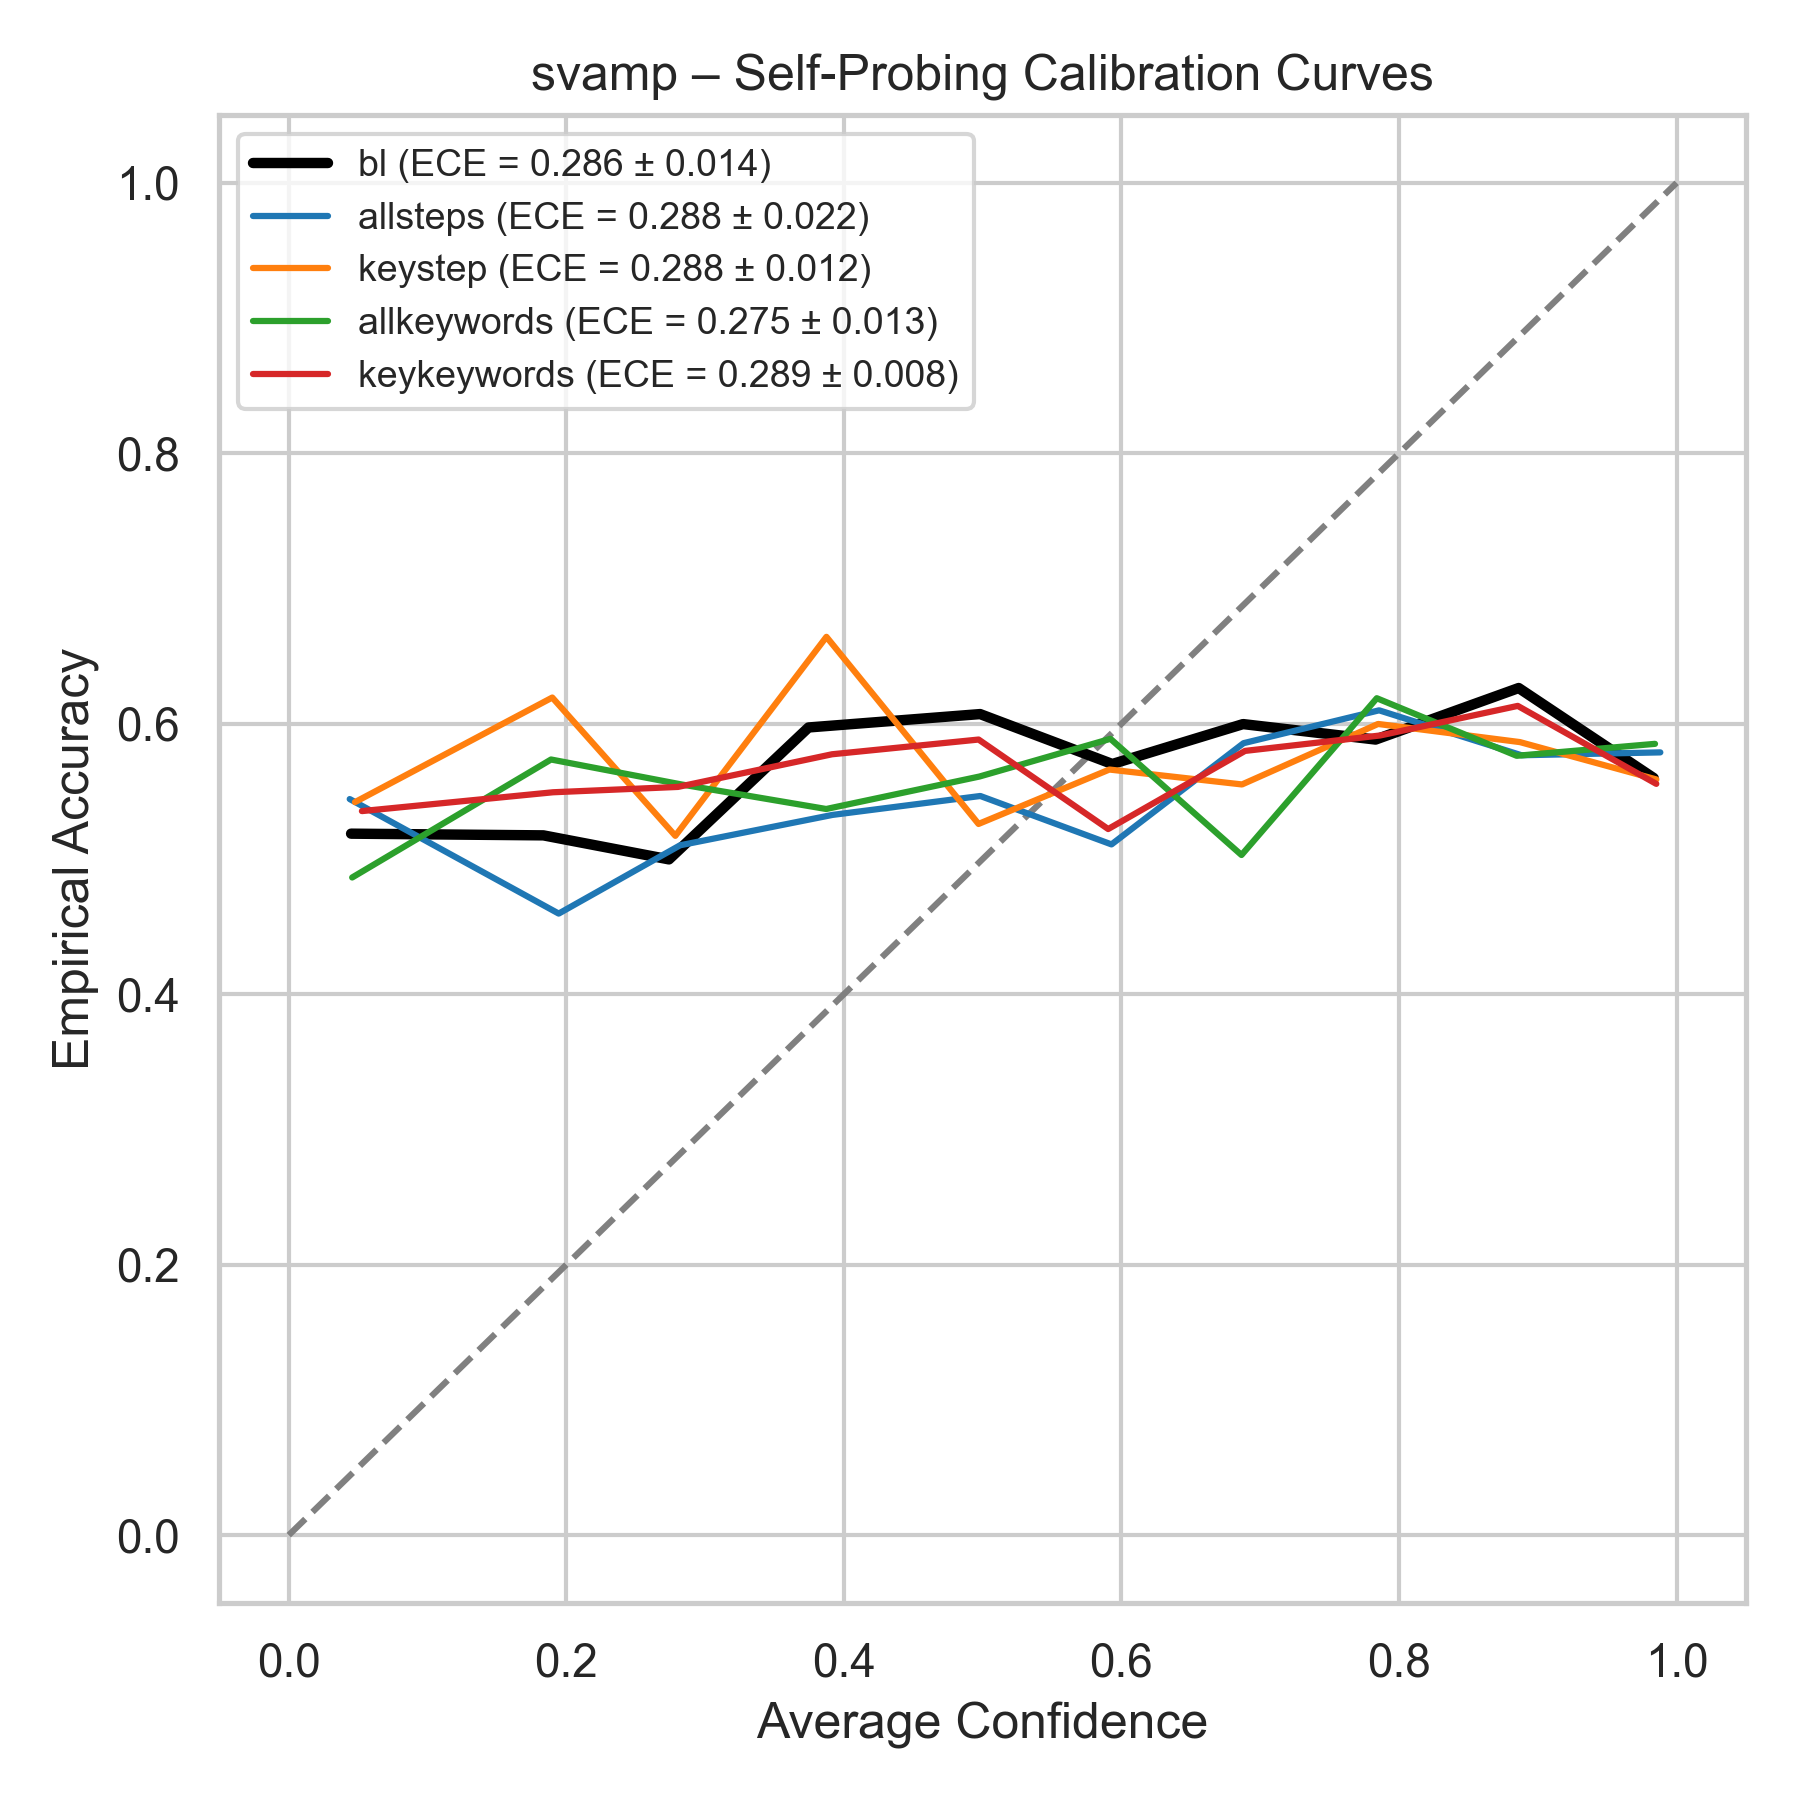 svamp – Self-Probing Calibration Curves
bl (ECE = 0.286 ± 0.014)
allsteps (ECE = 0.288 ± 0.022)
keystep (ECE = 0.288 ± 0.012)
allkeywords (ECE = 0.275 ± 0.013)
keykeywords (ECE = 0.289 ± 0.008)
1.0
0.8
0.6
0.4
0.2
0.0
Empirical Accuracy
0.0 0.2 0.4 0.6 0.8 1.0
Average Confidence